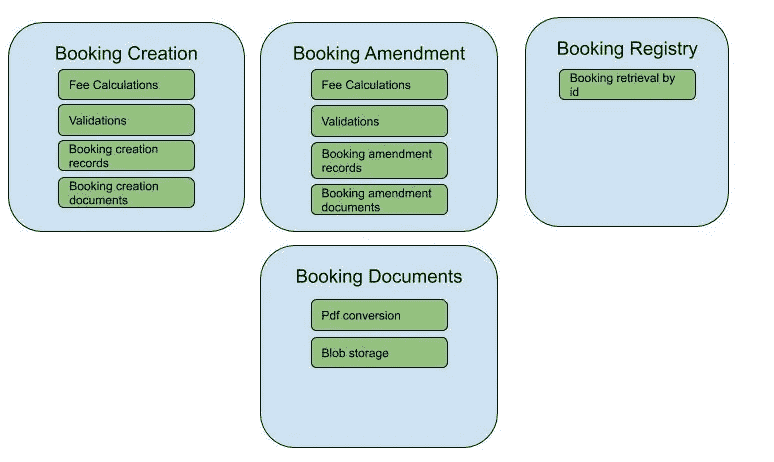 Booking Creation
Fee Calculations
Validations
Booking creation
records
Booking creation
documents
Booking Amendment
Fee Calculations
Validations
Booking amendment
records
Booking amendment
documents
Booking Registry
Booking retrieval by
id
Booking Documents
Pdf conversion
Blob storage